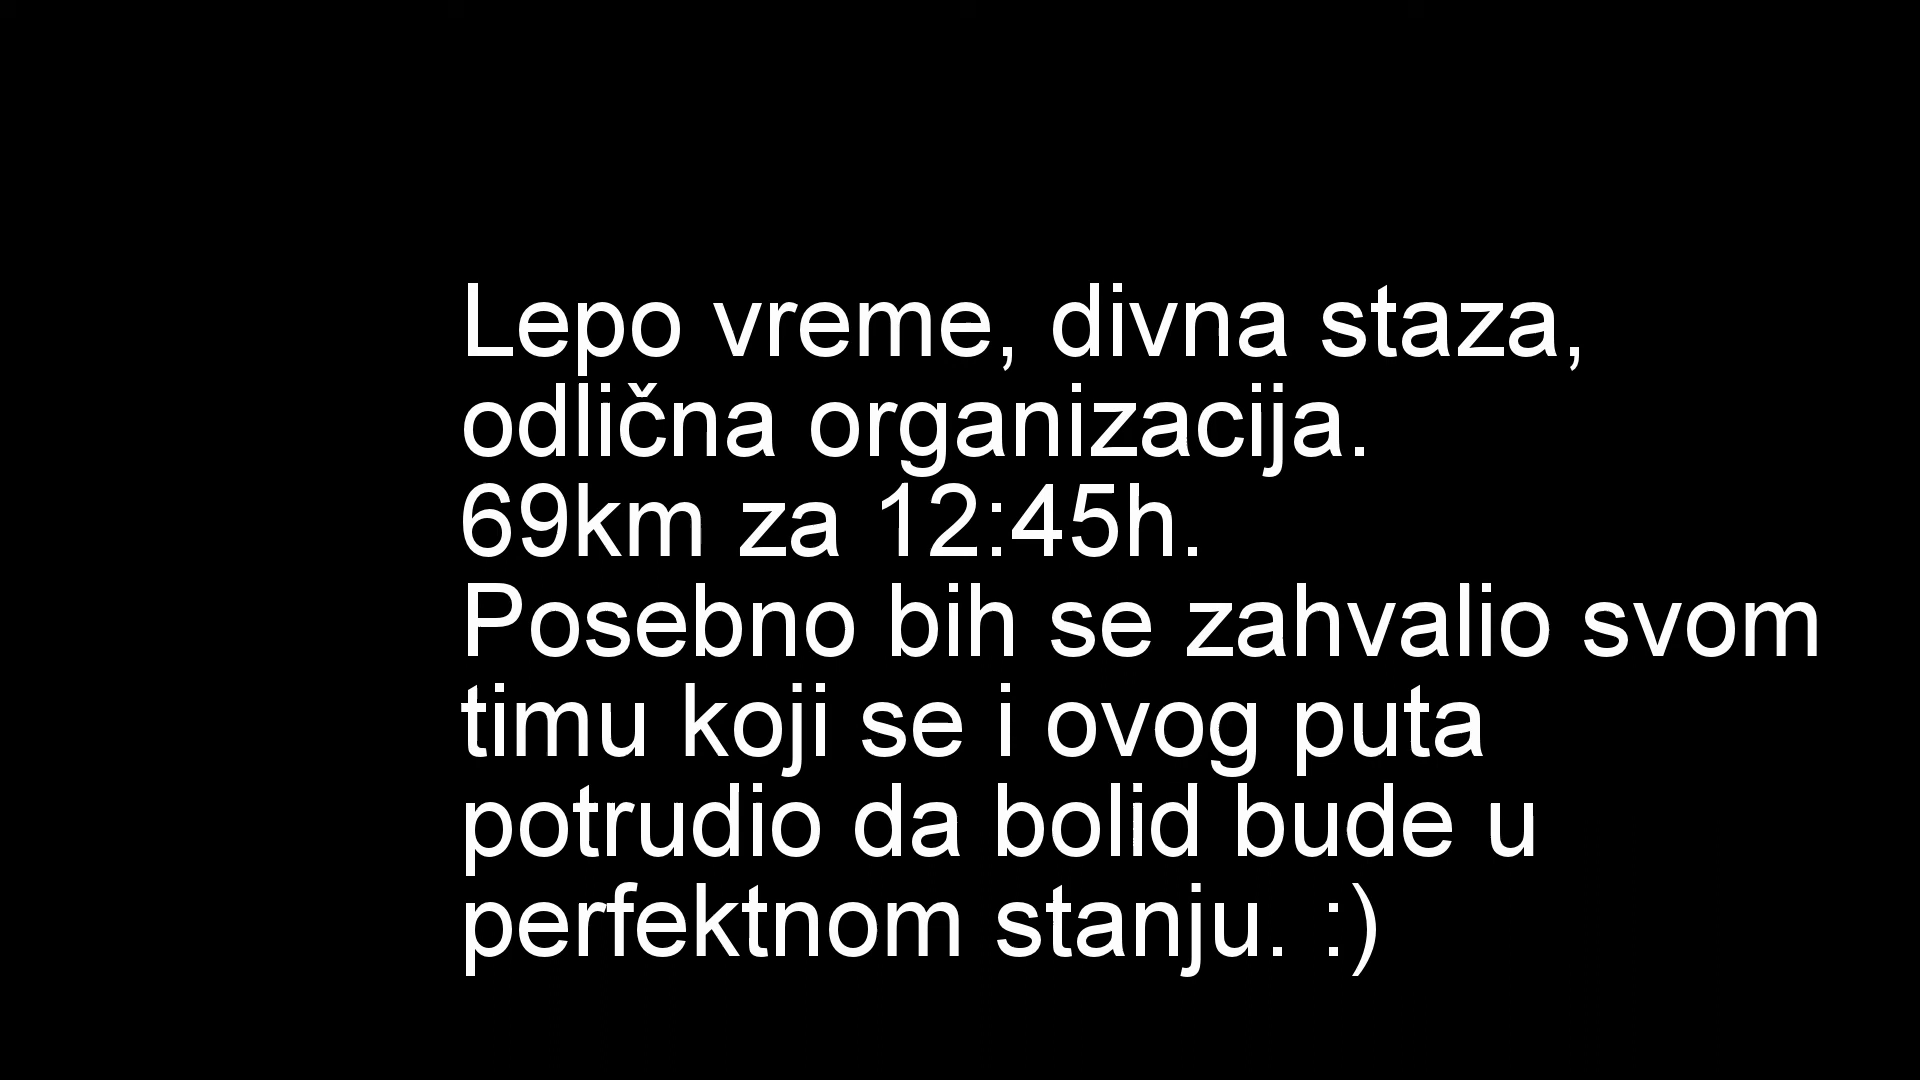 Lepo vreme, divna staza,
odlična organizacija.
69km za 12:45h.
Posebno bih se zahvalio svom
timu koji se i ovog puta
potrudio da bolid bude u
perfektnom stanju. :)